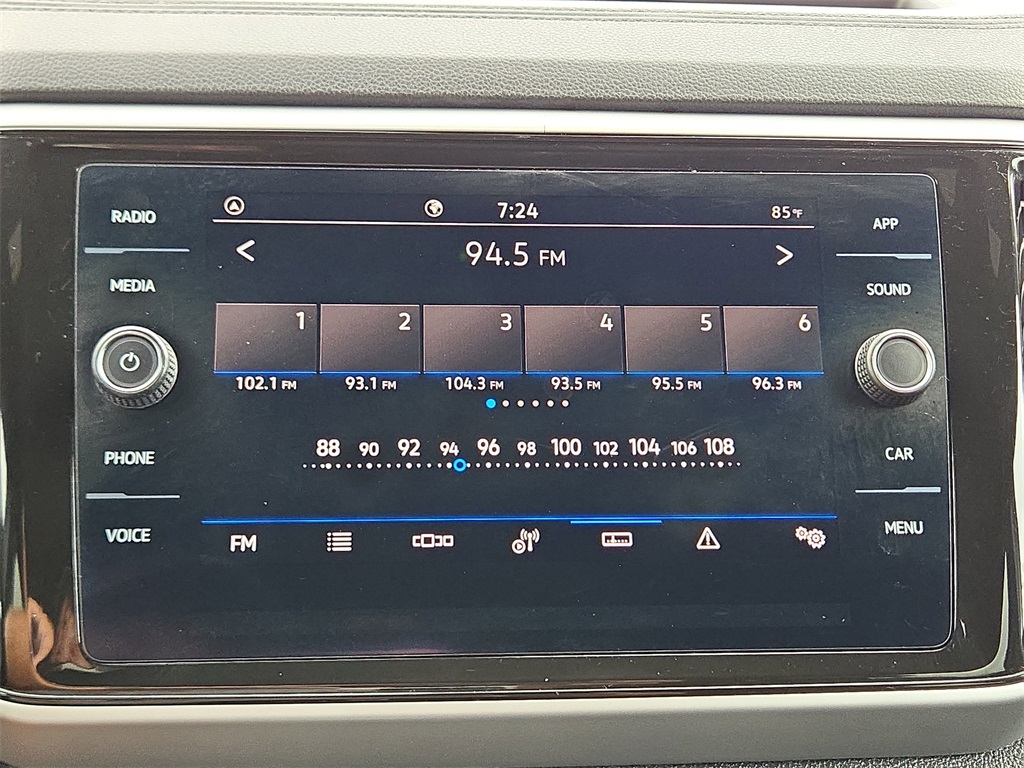 RADIO
MEDIA
PHONE
VOICE
7:24
85°F
94.5 FM
1 2 3 4 5 6
102.1 FM 93.1 FM 104.3 FM 93.5 FM 95.5 FM 96.3 FM
88 90 92 94 96 98 100 102 104 106 108
FM
APP
SOUND
CAR
MENU